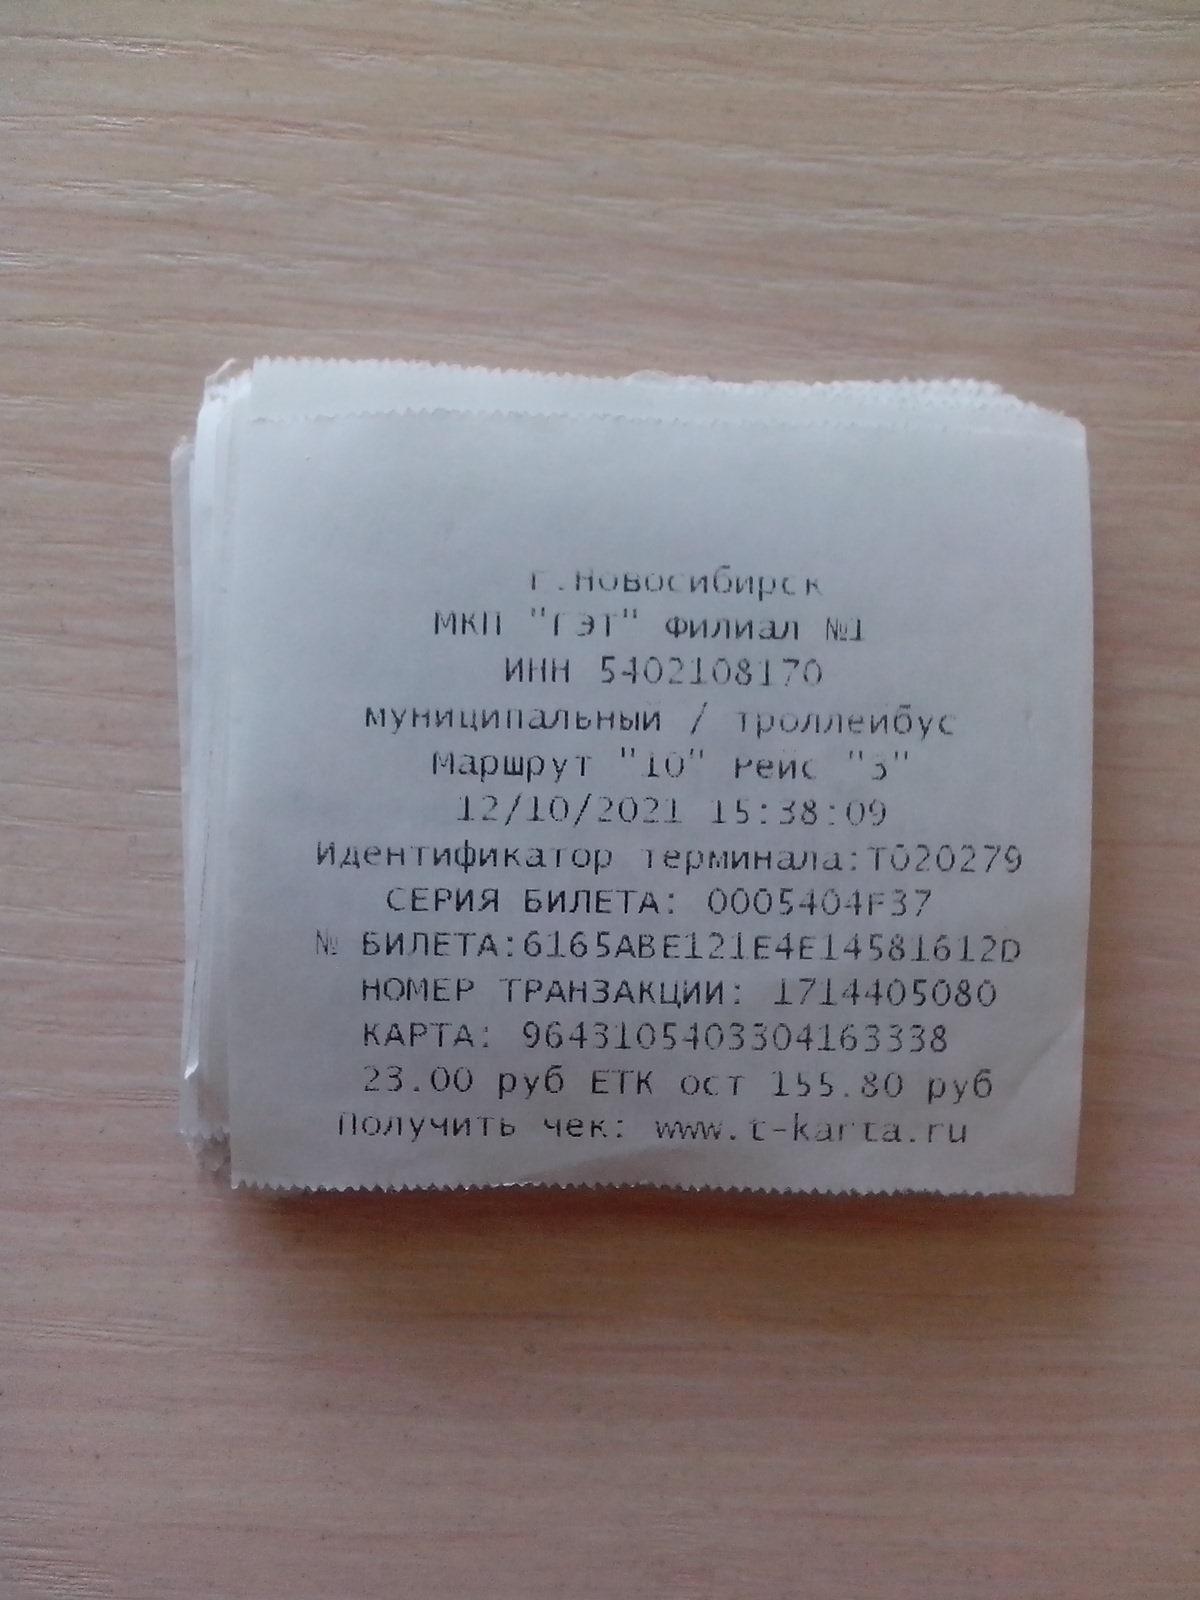 г.Новосибирск
МКП "ГЭТ" Филиал №1
ИНН 5402108170
муниципальный / троллейбус
Маршрут "10" Рейс "3"
12/10/2021 15:38:09
Идентификатор терминала:T020279
СЕРИЯ БИЛЕТА: 0005404F37
№ БИЛЕТА:6165ABE121E4E14581612D
НОМЕР ТРАНЗАКЦИИ: 1714405080
КАРТА: 9643105403304163338
23.00 руб ЕТК ост 155.80 руб
Получить чек: www.t-karta.ru